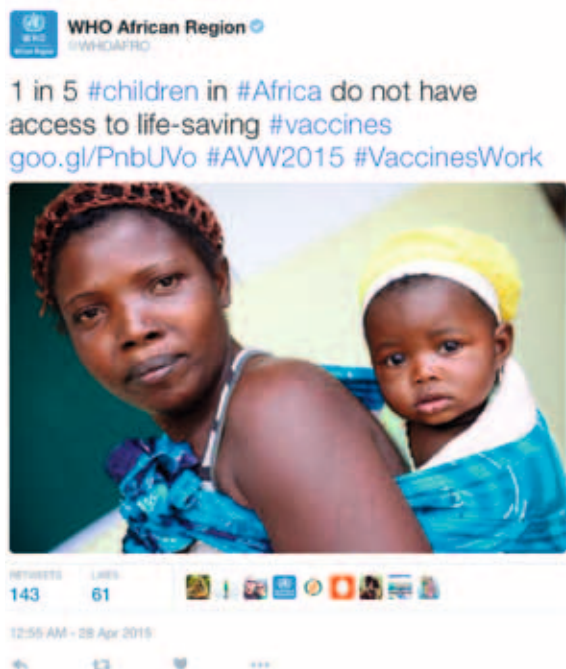 WHO African Region
@WHOAFRO
1 in 5 #children in #Africa do not have
access to life-saving #vaccines
goo.gl/PnbUVo #AVW2015 #VaccinesWork
RETWEETS LIKES
143 61
12:55 AM - 28 Apr 2015